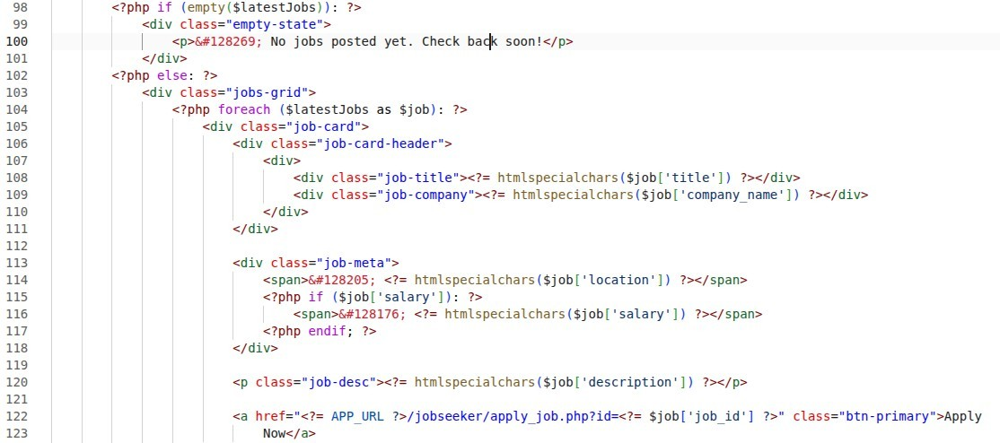 98 <?php if (empty($latestJobs)): ?>
99 <div class="empty-state">
100 <p>&#128269; No jobs posted yet. Check back soon!</p>
101 </div>
102 <?php else: ?>
103 <div class="jobs-grid">
104 <?php foreach ($latestJobs as $job): ?>
105 <div class="job-card">
106 <div class="job-card-header">
107 <div>
108 <div class="job-title"><?= htmlspecialchars($job['title']) ?></div>
109 <div class="job-company"><?= htmlspecialchars($job['company_name']) ?></div>
110 </div>
111 </div>
112
113 <div class="job-meta">
114 <span>&#128205; <?= htmlspecialchars($job['location']) ?></span>
115 <?php if ($job['salary']): ?>
116 <span>&#128176; <?= htmlspecialchars($job['salary']) ?></span>
117 <?php endif; ?>
118 </div>
119
120 <p class="job-desc"><?= htmlspecialchars($job['description']) ?></p>
121
122 <a href="<?= APP_URL ?>/jobseeker/apply_job.php?id=<?= $job['job_id'] ?>" class="btn-primary">Apply
123 Now</a>